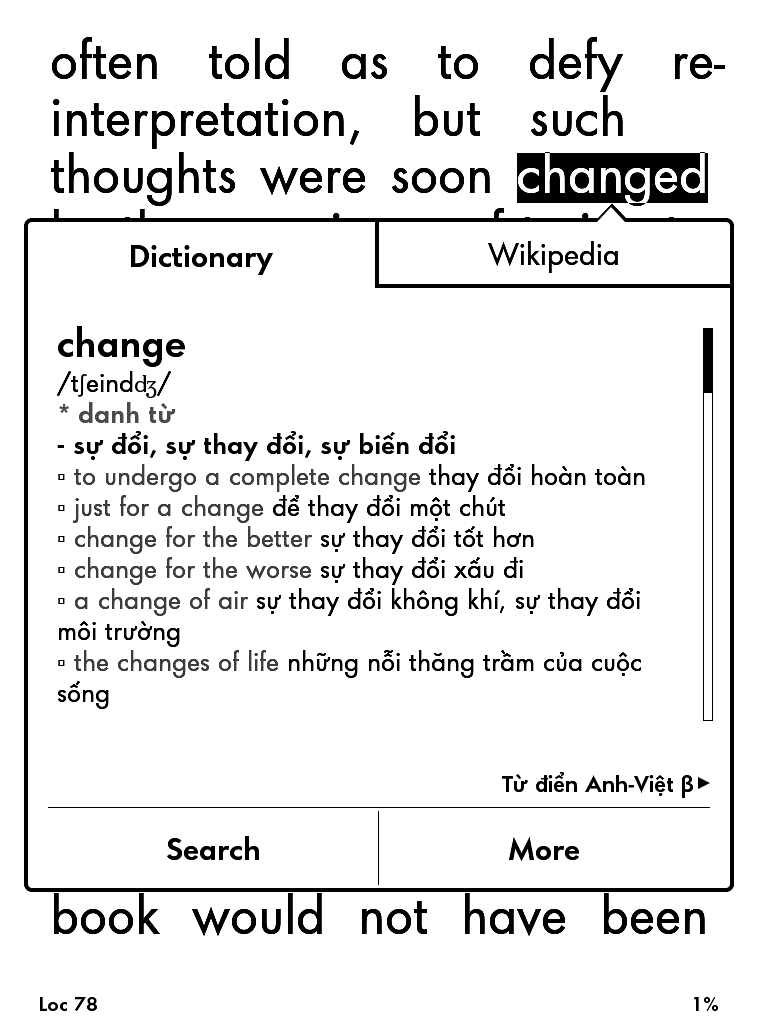 often told as to defy re-
interpretation, but such
thoughts were soon changed
Dictionary
Wikipedia
change
/tʃeindʤ/
* danh từ
- sự đổi, sự thay đổi, sự biến đổi
▫ to undergo a complete change thay đổi hoàn toàn
▫ just for a change để thay đổi một chút
▫ change for the better sự thay đổi tốt hơn
▫ change for the worse sự thay đổi xấu đi
▫ a change of air sự thay đổi không khí, sự thay đổi
môi trường
▫ the changes of life những nỗi thăng trầm của cuộc
sống
Từ điển Anh-Việt β▸
Search
More
book would not have been
Loc 78
1%